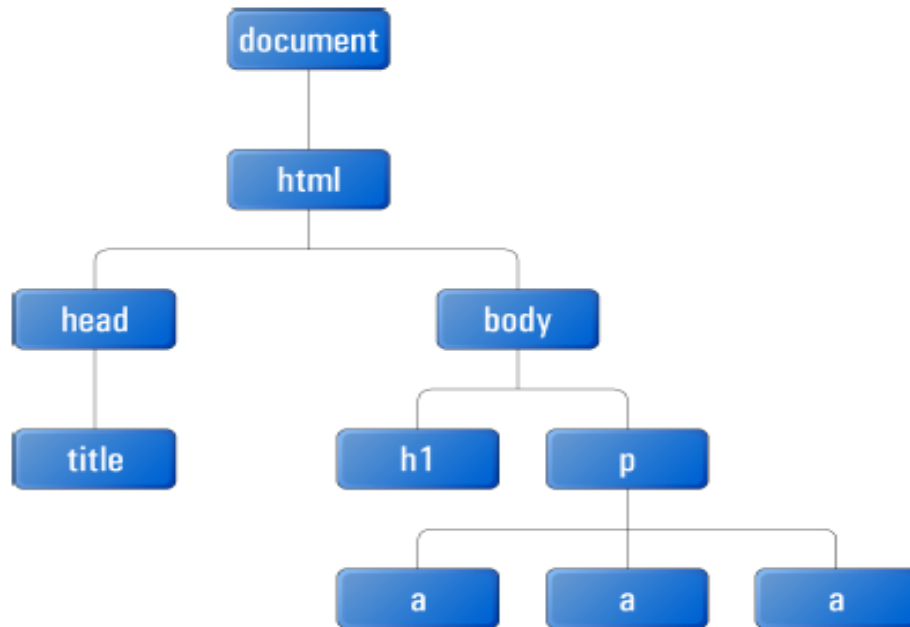 document
html
head
body
title
h1
p
a
a
a